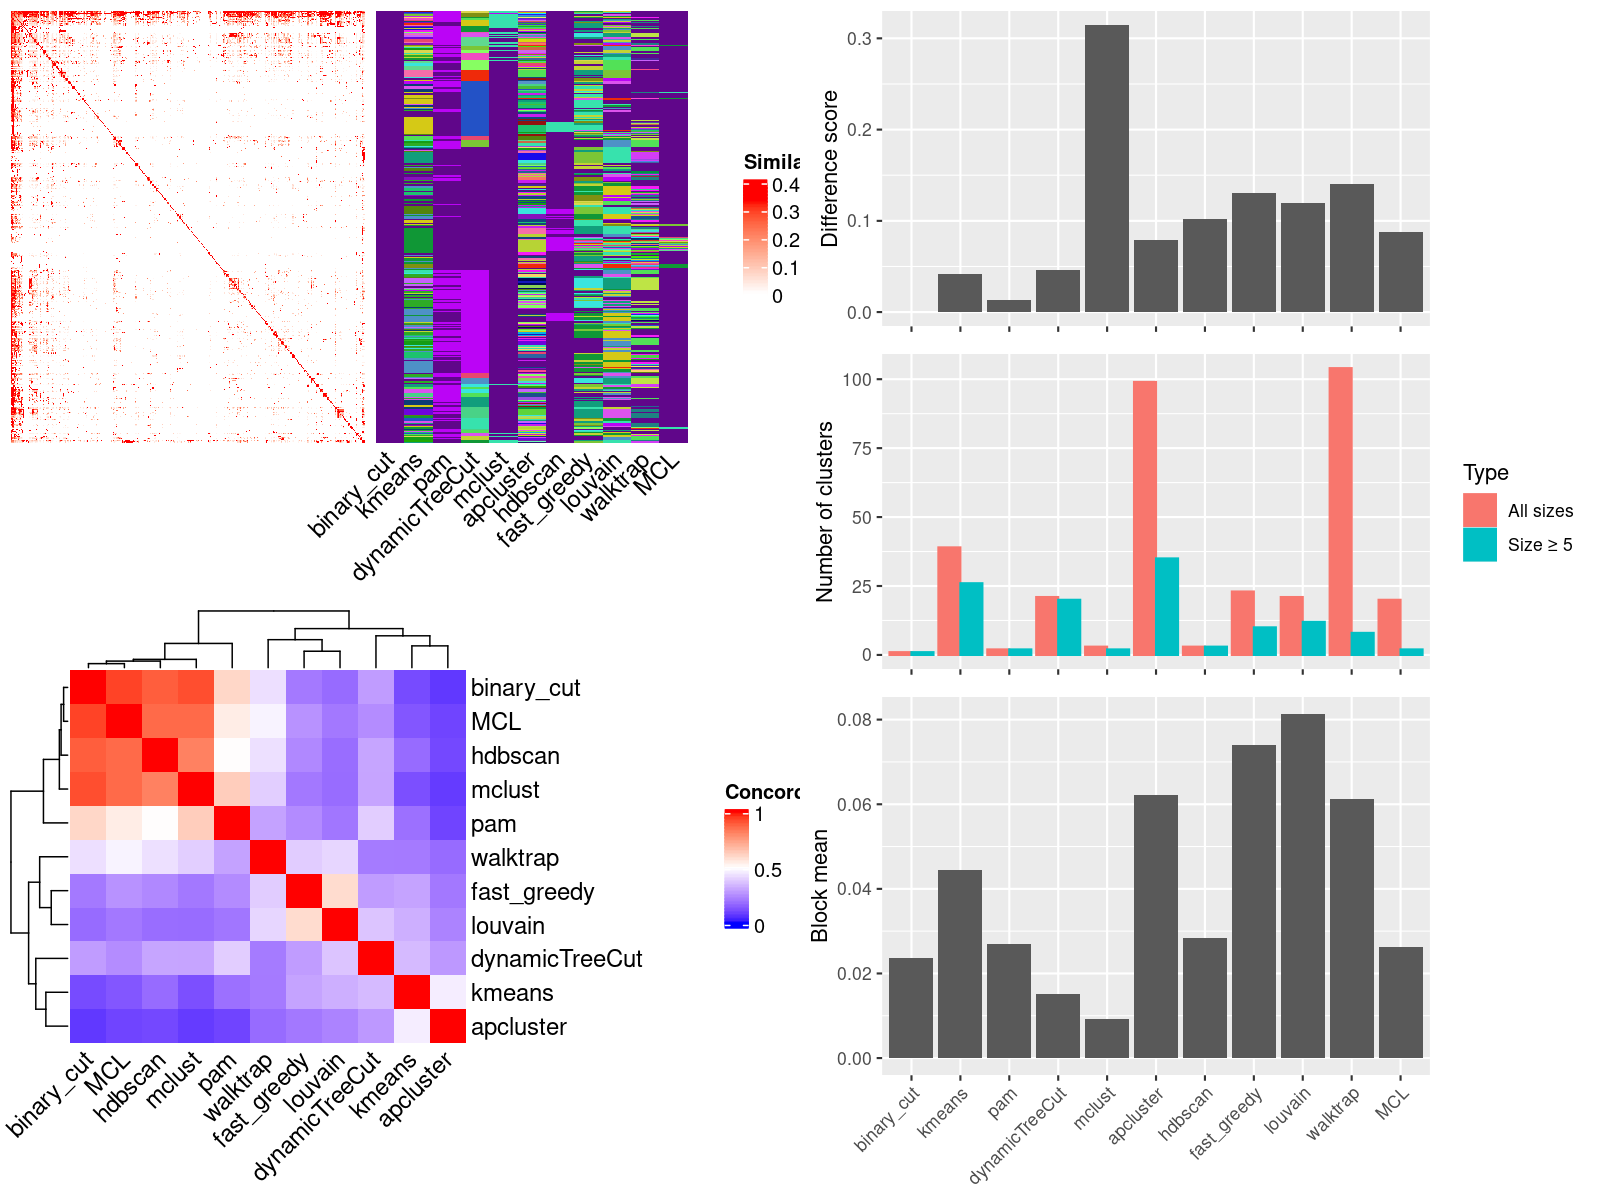 Simila
0.4
0.3
0.2
0.1
0
binary_cut
kmeans
pam
dynamicTreeCut
mclust
apcluster
hdbscan
fast_greedy
louvain
walktrap
MCL
binary_cut
MCL
hdbscan
mclust
pam
walktrap
fast_greedy
louvain
dynamicTreeCut
kmeans
apcluster
binary_cut
MCL
hdbscan
mclust
pam
walktrap
fast_greedy
louvain
dynamicTreeCut
kmeans
apcluster
Concord
1
0.5
0
Difference score
0.3
0.2
0.1
0.0
Number of clusters
100
75
50
25
0
Type
All sizes
Size ≥ 5
Block mean
0.08
0.06
0.04
0.02
0.00
binary_cut
kmeans
pam
dynamicTreeCut
mclust
apcluster
hdbscan
fast_greedy
louvain
walktrap
MCL